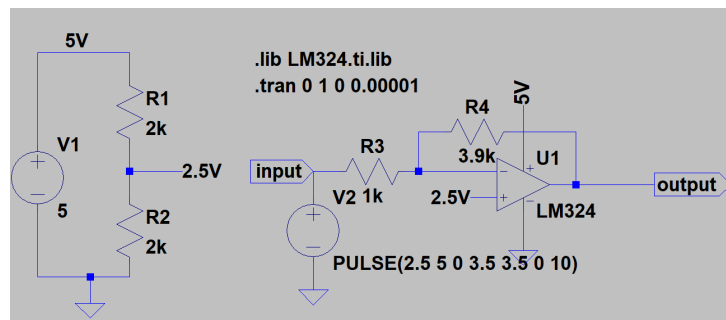 5V
.lib LM324.ti.lib
.tran 0 1 0 0.00001
R1
2k
V1
5
2.5V
R2
2k
input
R3
1k
V2
PULSE(2.5 5 0 3.5 3.5 0 10)
R4
3.9k
5V
U1
2.5V
LM324
output